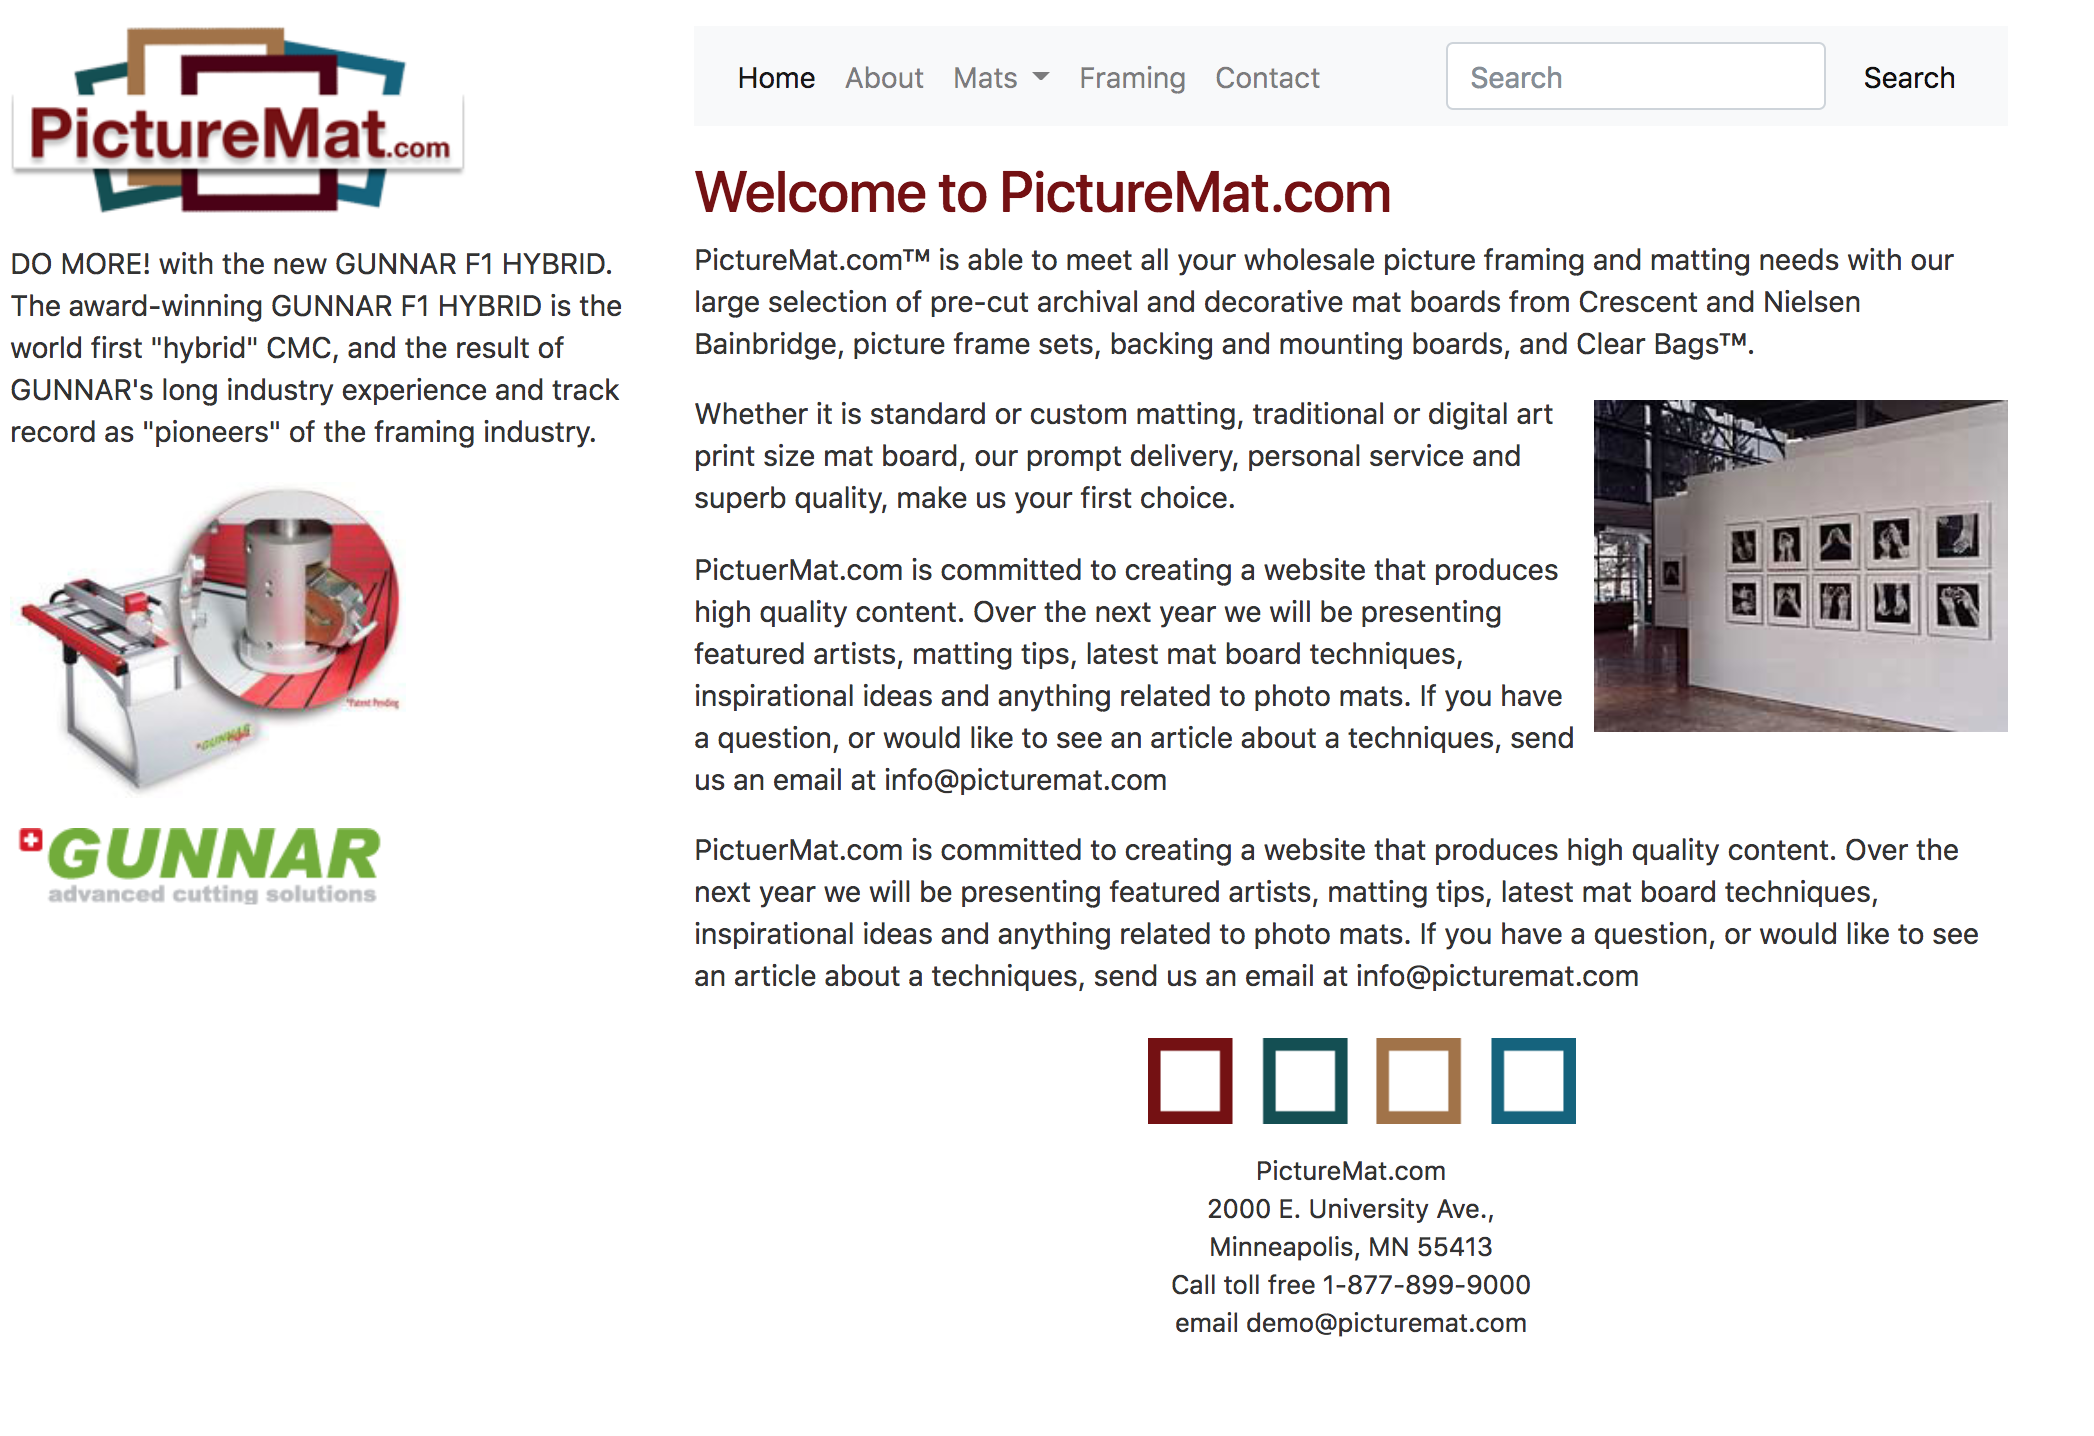 PictureMat.com
DO MORE! with the new GUNNAR F1 HYBRID.
The award-winning GUNNAR F1 HYBRID is the
world first "hybrid" CMC, and the result of
GUNNAR's long industry experience and track
record as "pioneers" of the framing industry.
*Patent Pending
GUNNAR
GUNNAR
advanced cutting solutions
Home About Mats Framing Contact Search Search
Welcome to PictureMat.com
PictureMat.com™ is able to meet all your wholesale picture framing and matting needs with our
large selection of pre-cut archival and decorative mat boards from Crescent and Nielsen
Bainbridge, picture frame sets, backing and mounting boards, and Clear Bags™.
Whether it is standard or custom matting, traditional or digital art
print size mat board, our prompt delivery, personal service and
superb quality, make us your first choice.
PictuerMat.com is committed to creating a website that produces
high quality content. Over the next year we will be presenting
featured artists, matting tips, latest mat board techniques,
inspirational ideas and anything related to photo mats. If you have
a question, or would like to see an article about a techniques, send
us an email at info@picturemat.com
PictuerMat.com is committed to creating a website that produces high quality content. Over the
next year we will be presenting featured artists, matting tips, latest mat board techniques,
inspirational ideas and anything related to photo mats. If you have a question, or would like to see
an article about a techniques, send us an email at info@picturemat.com
PictureMat.com
2000 E. University Ave.,
Minneapolis, MN 55413
Call toll free 1-877-899-9000
email demo@picturemat.com